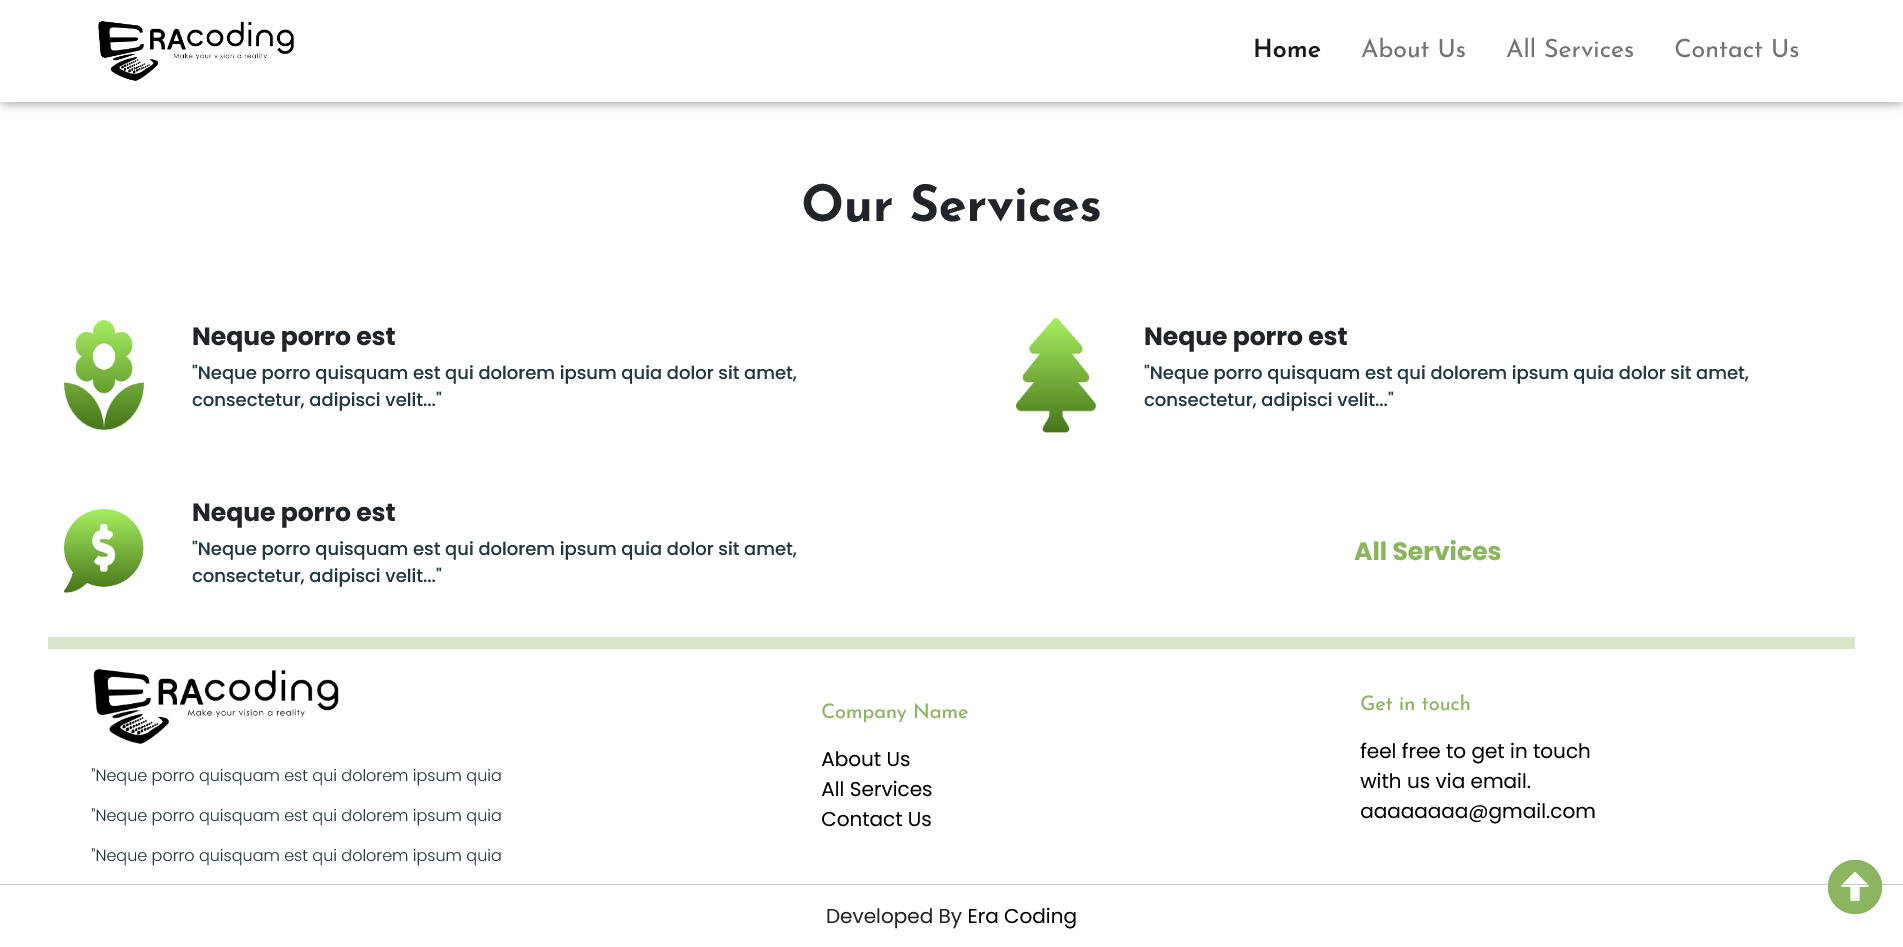 ERAcoding
Make your vision a reality
Home
About Us
All Services
Contact Us
Our Services
Neque porro est
"Neque porro quisquam est qui dolorem ipsum quia dolor sit amet,
consectetur, adipisci velit..."
Neque porro est
"Neque porro quisquam est qui dolorem ipsum quia dolor sit amet,
consectetur, adipisci velit..."
$
Neque porro est
"Neque porro quisquam est qui dolorem ipsum quia dolor sit amet,
consectetur, adipisci velit..."
All Services
ERAcoding
Make your vision a reality
"Neque porro quisquam est qui dolorem ipsum quia
"Neque porro quisquam est qui dolorem ipsum quia
"Neque porro quisquam est qui dolorem ipsum quia
Company Name
About Us
All Services
Contact Us
Get in touch
feel free to get in touch
with us via email.
aaaaaaaa@gmail.com
Developed By Era Coding